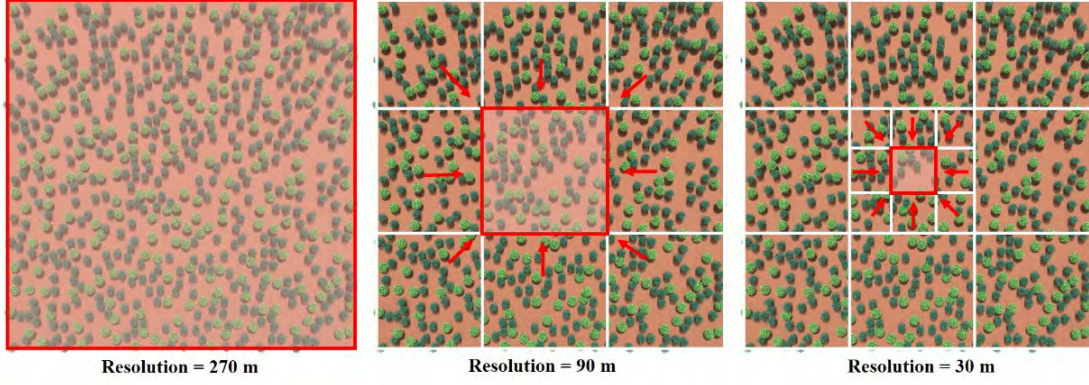 Resolution = 270 m
Resolution = 90 m
Resolution = 30 m